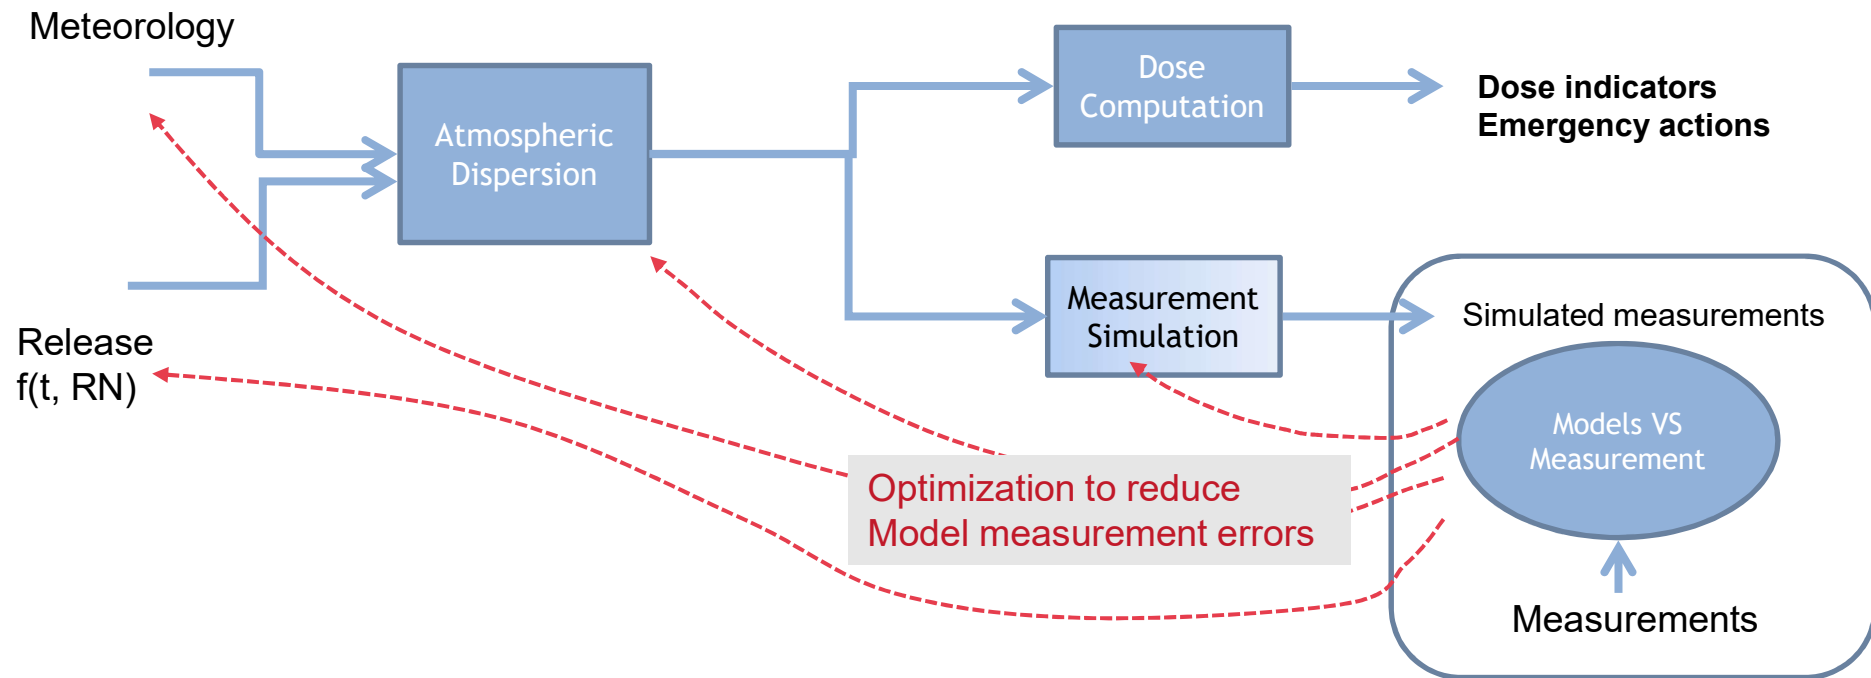 Meteorology
Atmospheric
Dispersion
Dose
Computation
Dose indicators
Emergency actions
Release
f(t, RN)
Measurement
Simulation
Simulated measurements
Models VS
Measurement
Optimization to reduce
Model measurement errors
Measurements